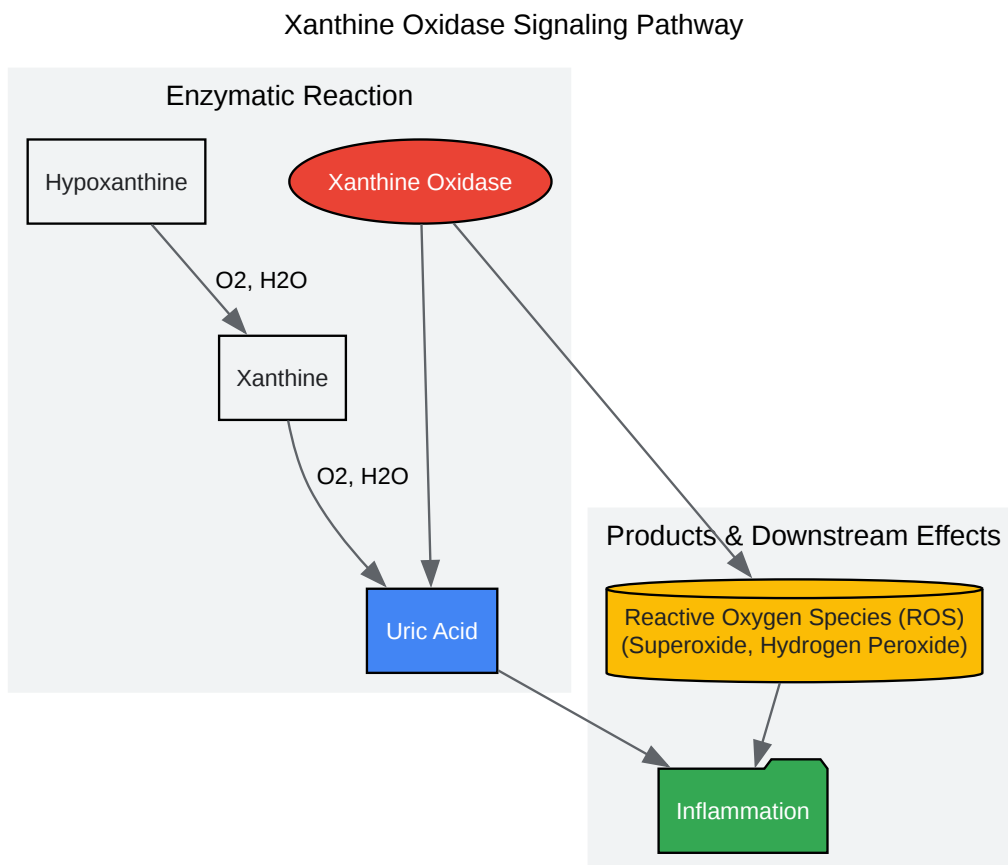 Xanthine Oxidase Signaling Pathway
Enzymatic Reaction
Hypoxanthine
Xanthine Oxidase
O2, H2O
Xanthine
O2, H2O
Products & Downstream Effects
Uric Acid
Reactive Oxygen Species (ROS)
(Superoxide, Hydrogen Peroxide)
Inflammation